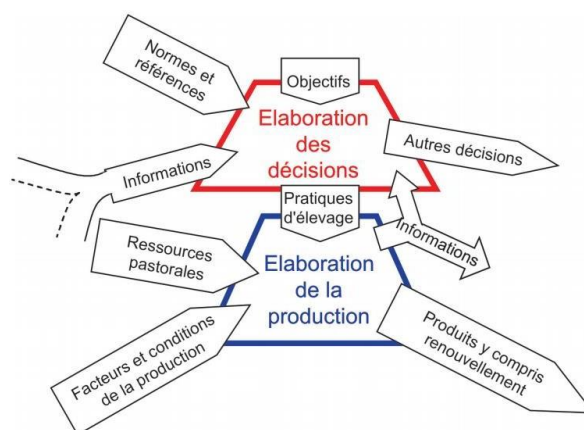 Normes et
références
Objectifs
Elaboration
des
décisions
Autres décisions
Informations
Pratiques
d'élevage
Informations
Ressources
pastorales
Elaboration
de la
production
Facteurs et conditions
de la production
Produits y compris
renouvellement